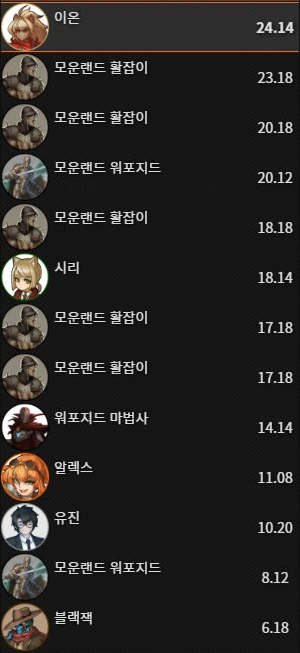 이온 24.14
모운랜드 활잡이 23.18
모운랜드 활잡이 20.18
모운랜드 워포지드 20.12
모운랜드 활잡이 18.18
시리 18.14
모운랜드 활잡이 17.18
모운랜드 활잡이 17.18
워포지드 마법사 14.14
알렉스 11.08
유진 10.20
모운랜드 워포지드 8.12
블랙잭 6.18